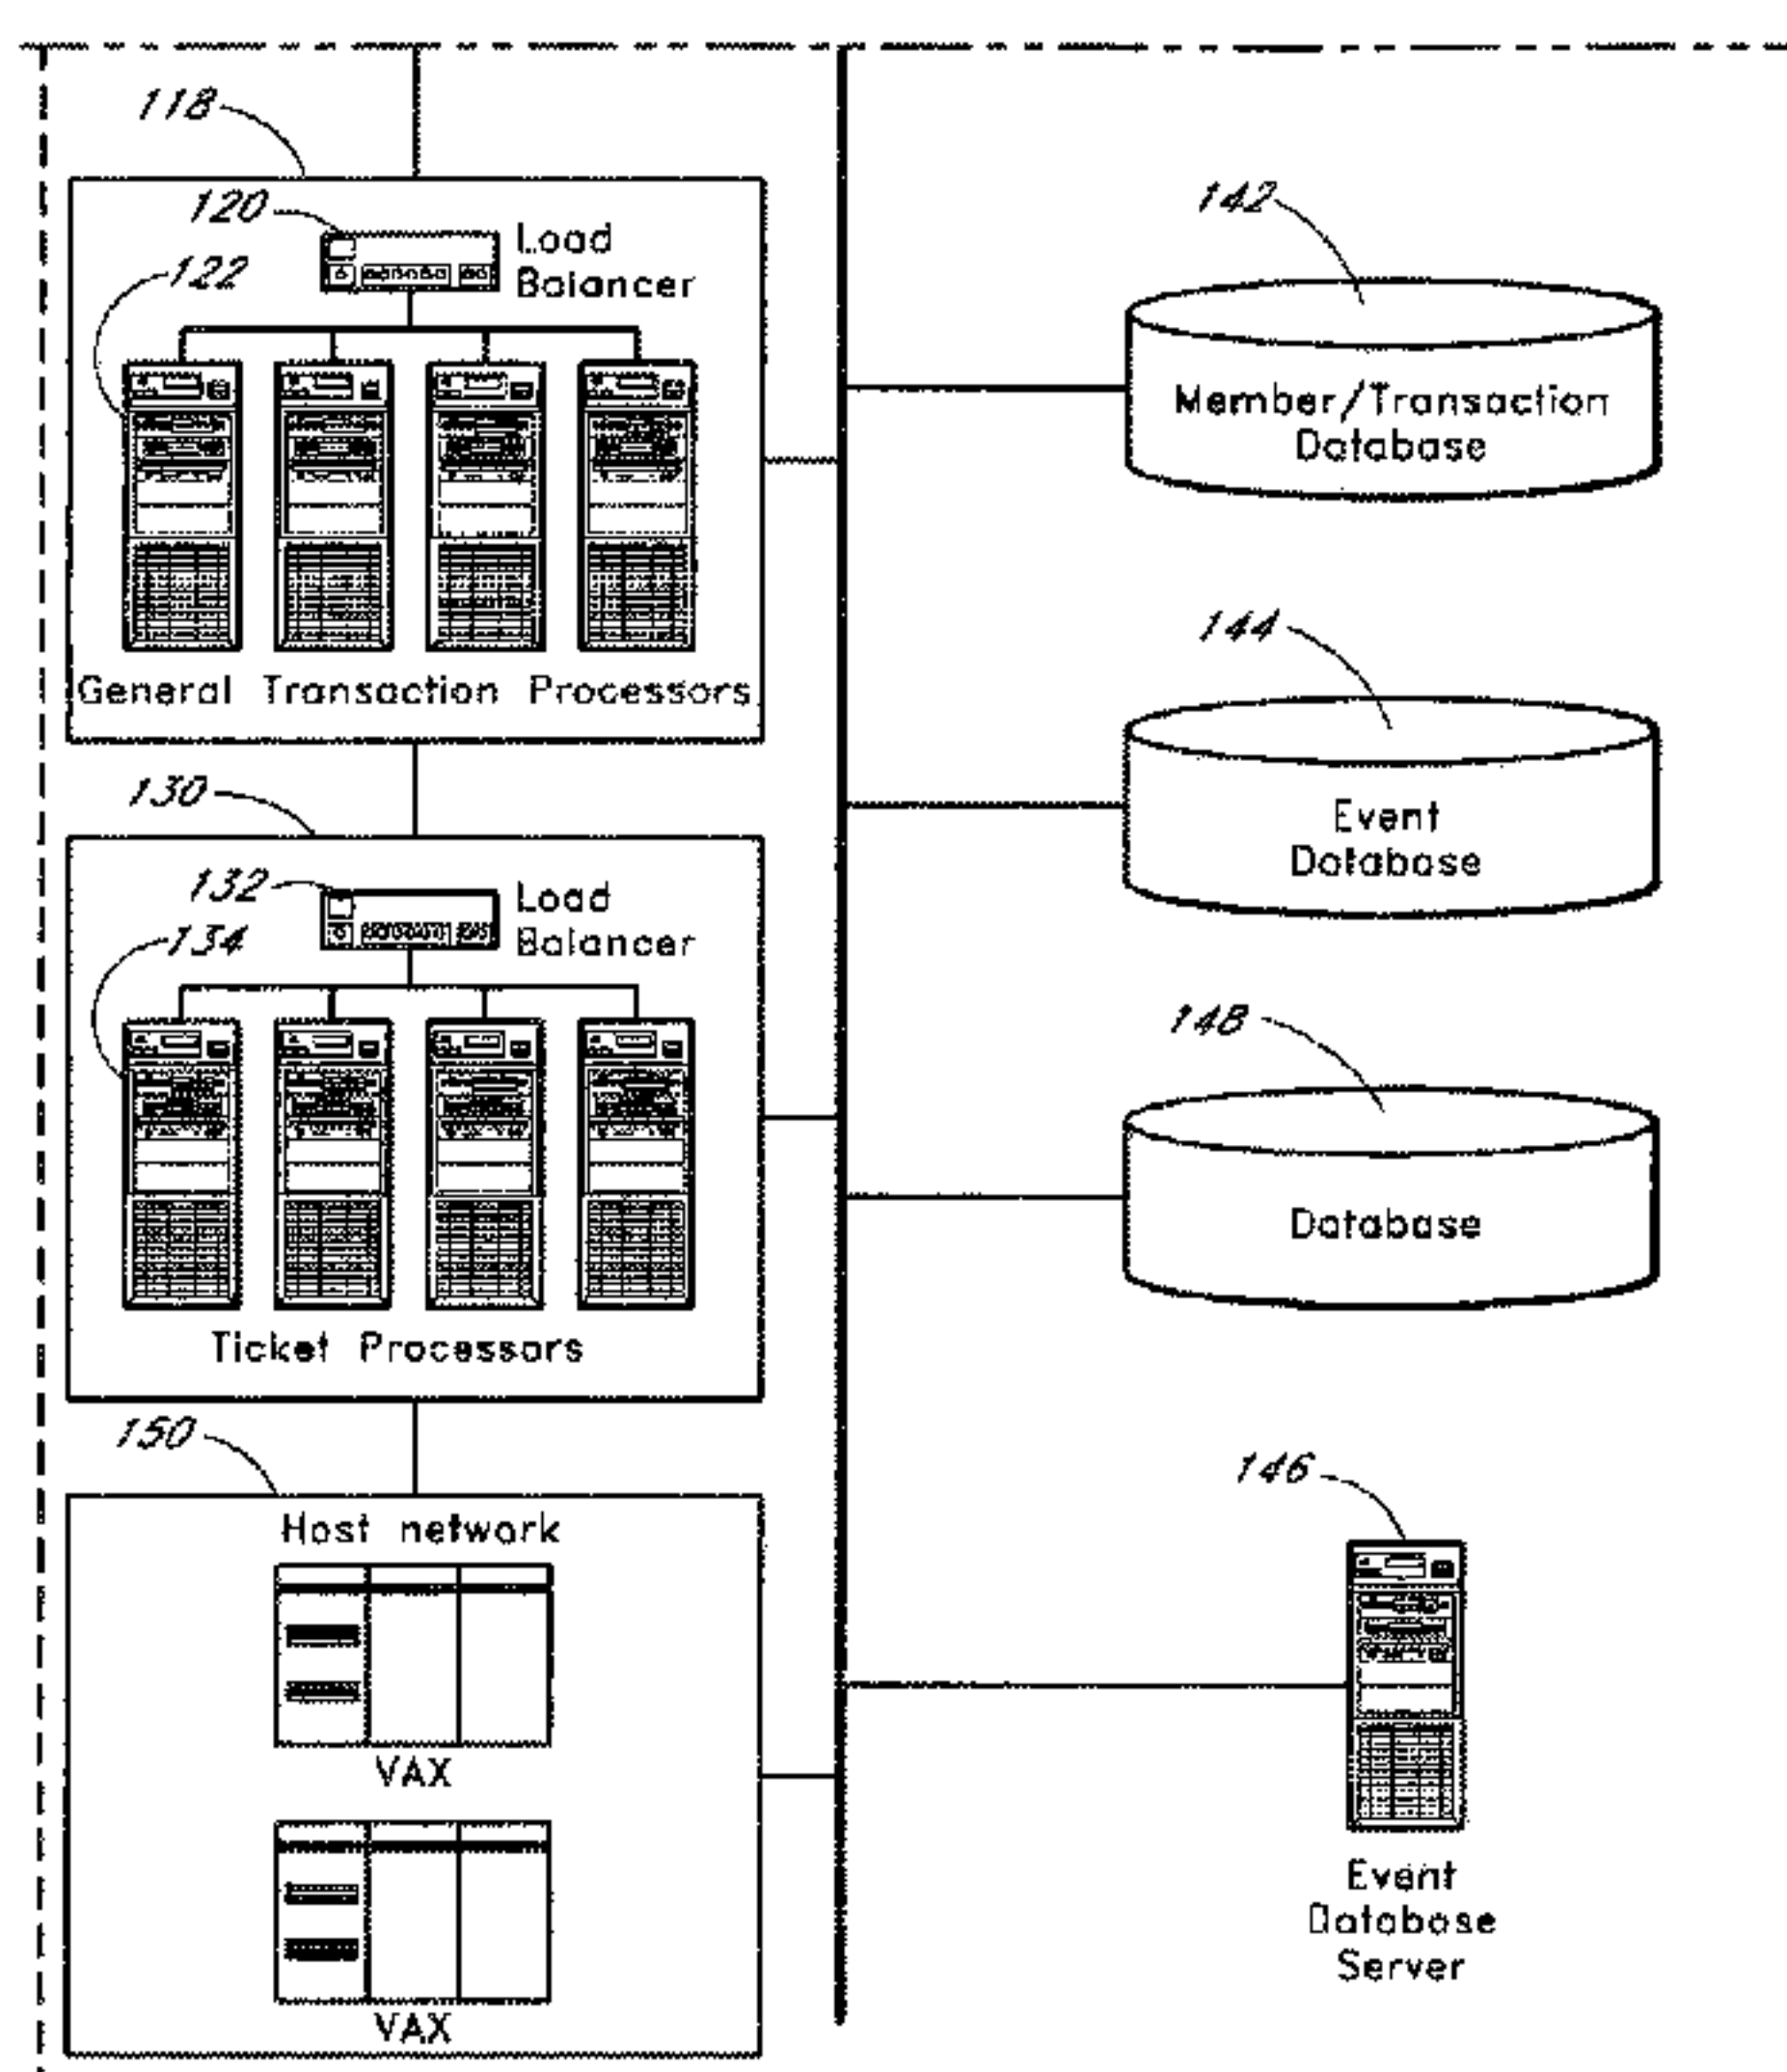 118
120
Load
Balancer
122
General Transaction Processors
130
132
Load
Balancer
134
Ticket Processors
150
Host network
VAX
VAX
142
Member/Transaction
Database
144
Event
Database
148
Database
146
Event
Database
Server